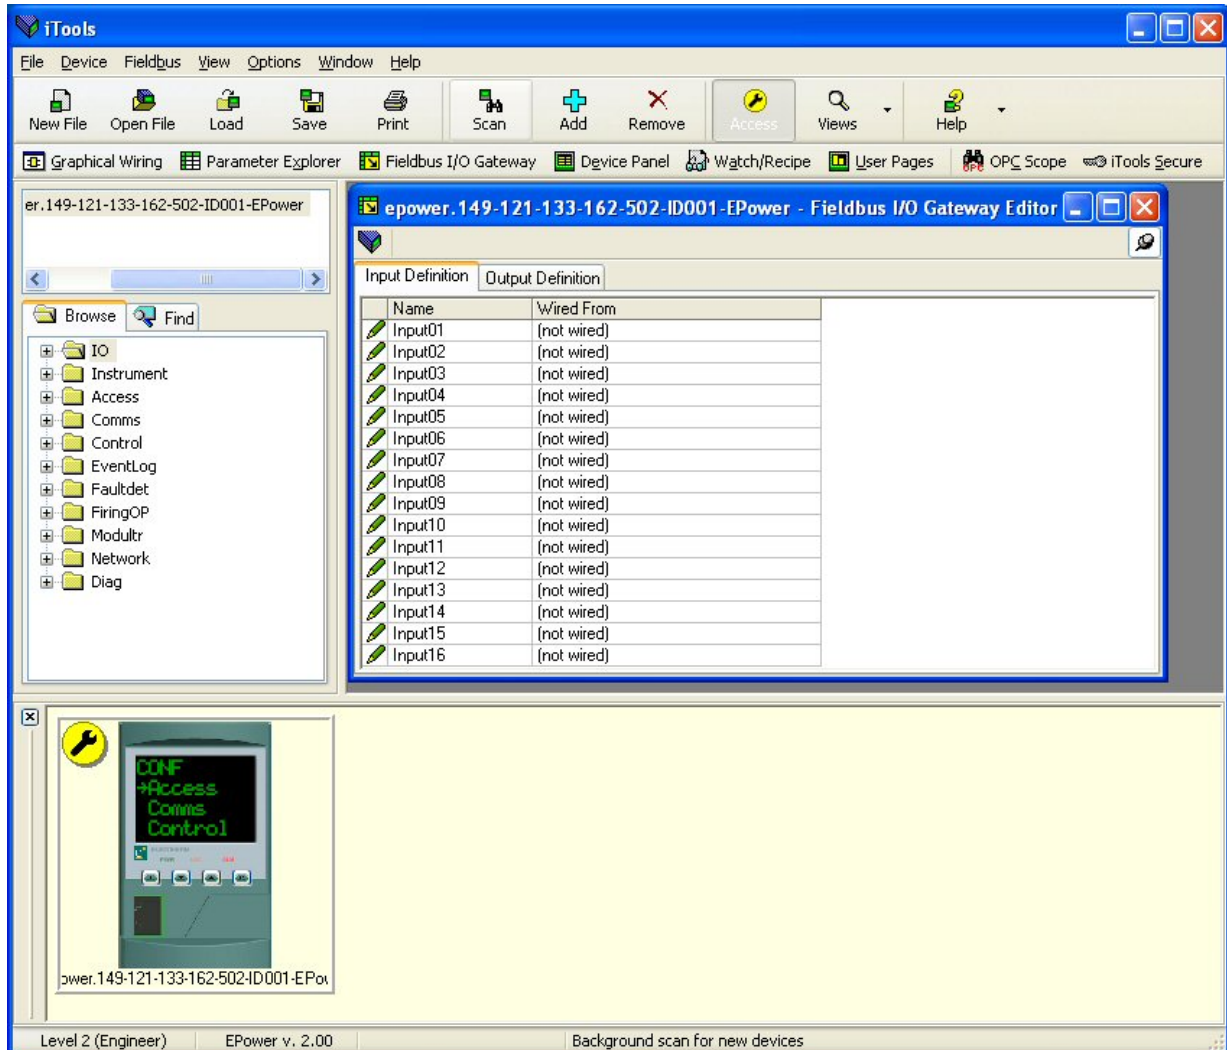 iTools
File Device Fieldbus View Options Window Help
New File Open File Load Save Print Scan Add Remove Access Views Help
Graphical Wiring Parameter Explorer Fieldbus I/O Gateway Device Panel Watch/Recipe User Pages OPC Scope iTools Secure
er.149-121-133-162-502-ID001-EPower
epower.149-121-133-162-502-ID001-EPower - Fieldbus I/O Gateway Editor
Browse Find
IO
Instrument
Access
Comms
Control
EventLog
Faultdet
FiringOP
Modultr
Network
Diag
Input Definition Output Definition
Name Wired From
Input01 (not wired)
Input02 (not wired)
Input03 (not wired)
Input04 (not wired)
Input05 (not wired)
Input06 (not wired)
Input07 (not wired)
Input08 (not wired)
Input09 (not wired)
Input10 (not wired)
Input11 (not wired)
Input12 (not wired)
Input13 (not wired)
Input14 (not wired)
Input15 (not wired)
Input16 (not wired)
CONF
→Access
Comms
Control
ower.149-121-133-162-502-ID001-EPow
Level 2 (Engineer) EPower v. 2.00 Background scan for new devices